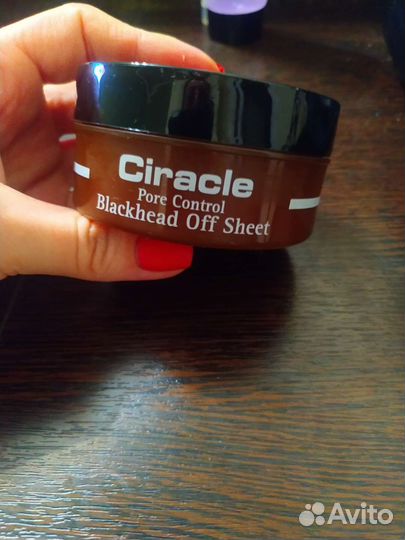 Ciracle
Pore Control
Blackhead Off Sheet
Avito